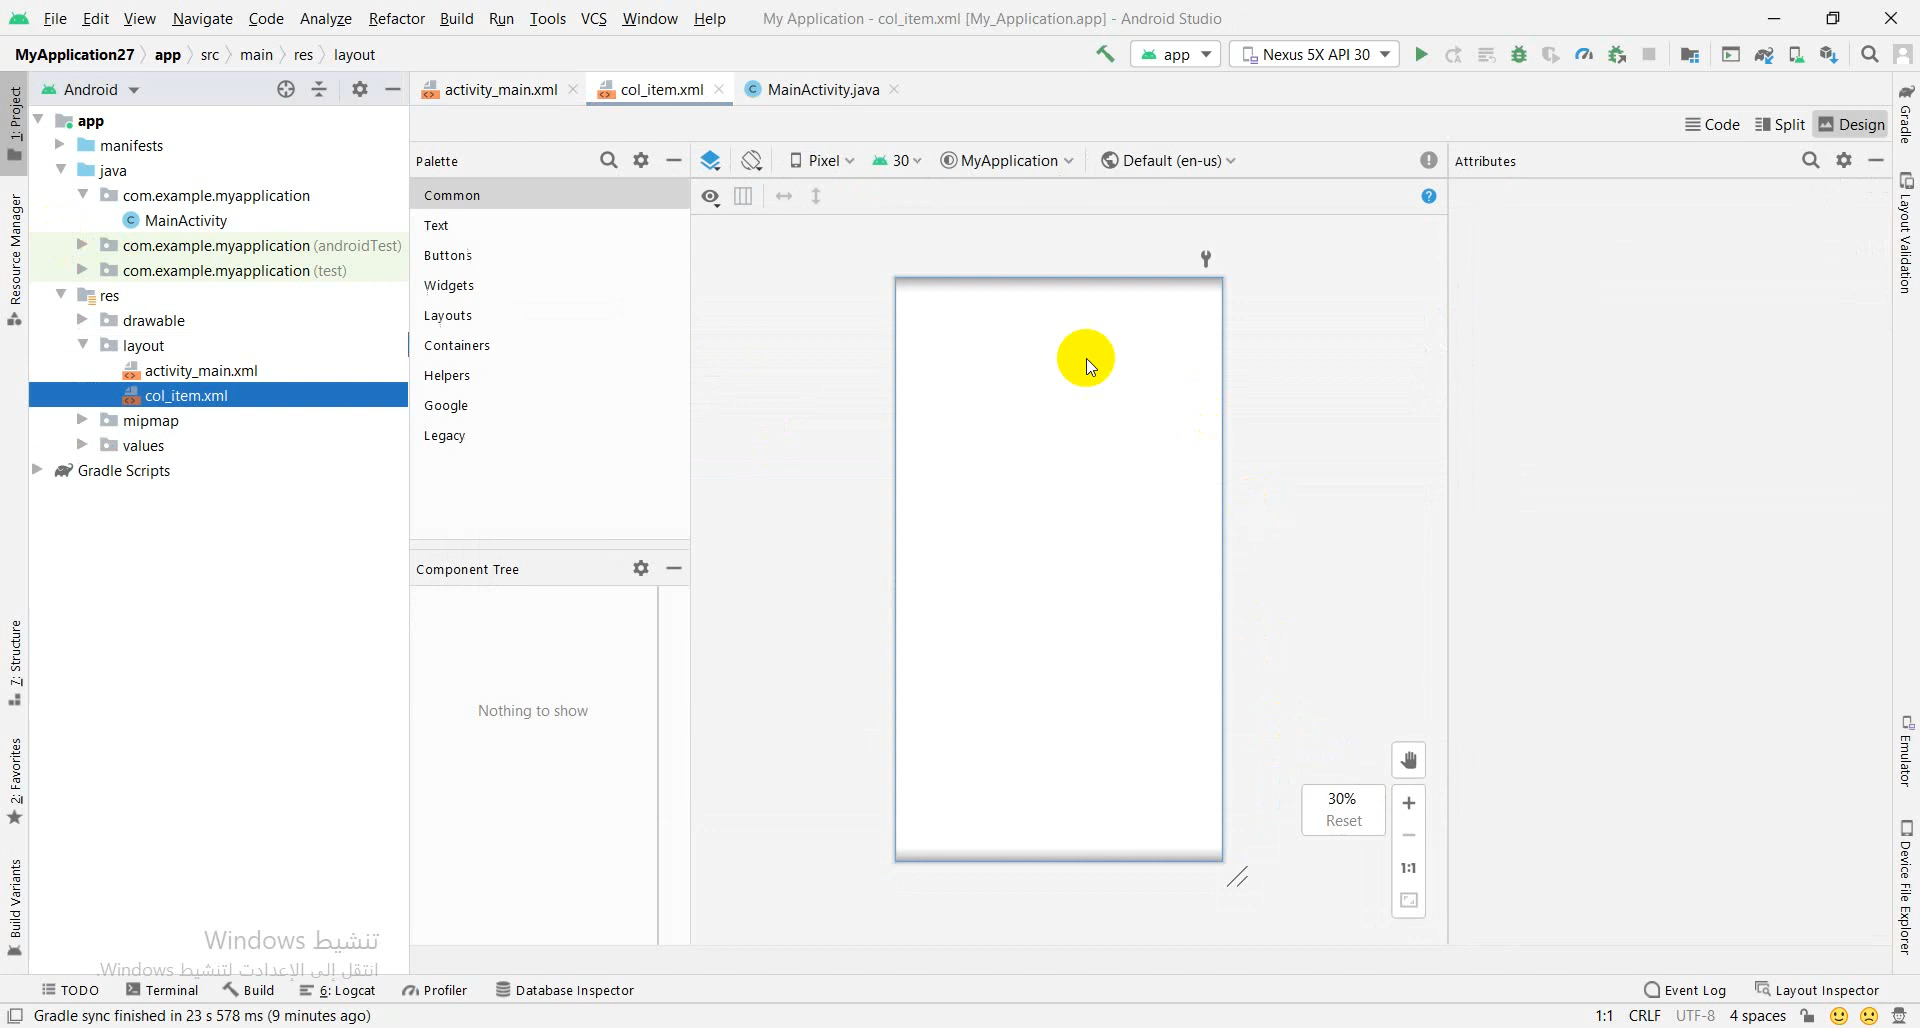 File Edit View Navigate Code Analyze Refactor Build Run Tools VCS Window Help My Application - col_item.xml [My_Application.app] - Android Studio
MyApplication27 app src main res layout app Nexus 5X API 30
1: Project
Resource Manager
7: Structure
2: Favorites
Build Variants
Android
app
manifests
java
com.example.myapplication
MainActivity
com.example.myapplication (androidTest)
com.example.myapplication (test)
res
drawable
layout
activity_main.xml
col_item.xml
mipmap
values
Gradle Scripts
activity_main.xml col_item.xml MainActivity.java
Code Split Design
Palette
Common
Text
Buttons
Widgets
Layouts
Containers
Helpers
Google
Legacy
Component Tree
Nothing to show
Pixel 30 MyApplication Default (en-us)
30%
Reset
1:1
Attributes
Gradle
Layout Validation
Emulator
Device File Explorer
تنشيط Windows
انتقل إلى الإعدادات لتنشيط Windows.
TODO Terminal Build 6: Logcat Profiler Database Inspector Event Log Layout Inspector
Gradle sync finished in 23 s 578 ms (9 minutes ago) 1:1 CRLF UTF-8 4 spaces